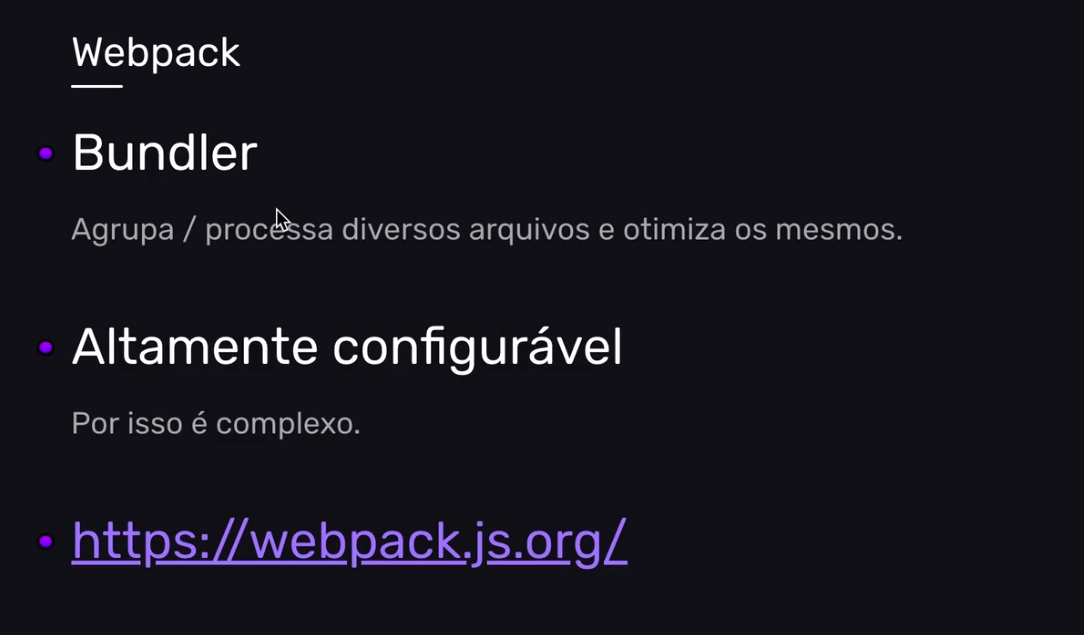 Webpack
Bundler
Agrupa / processa diversos arquivos e otimiza os mesmos.
Altamente configurável
Por isso é complexo.
https://webpack.js.org/